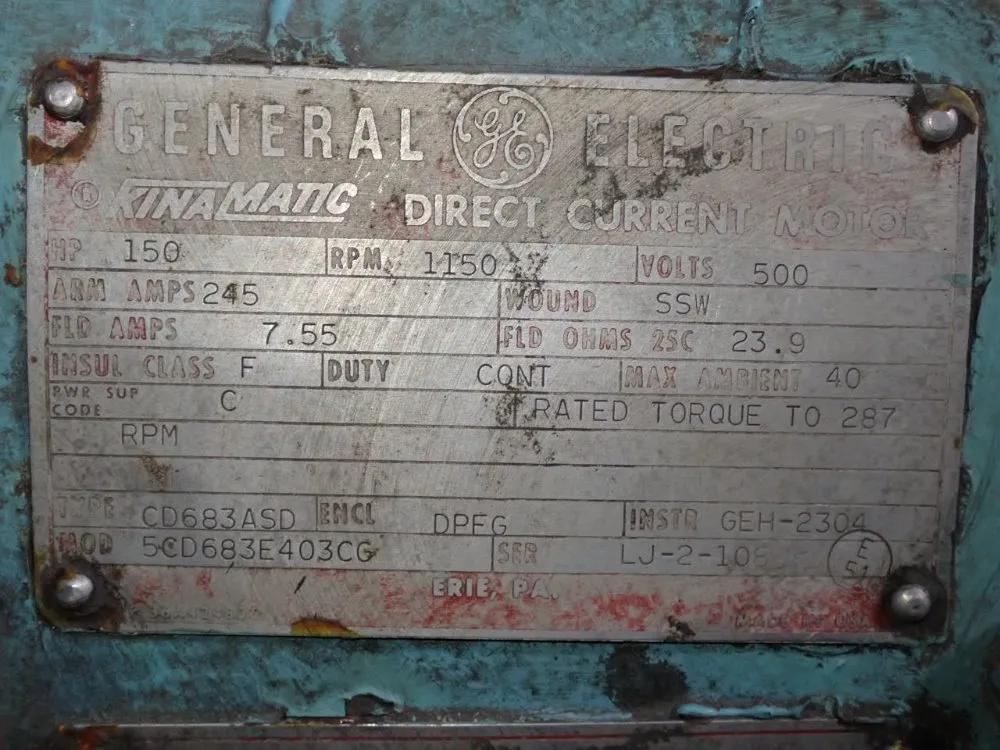 GENERAL GE ELECTRIC
® KINAMATIC DIRECT CURRENT MOTOR
HP 150 RPM 1150 VOLTS 500
ARM AMPS 245 WOUND SSW
FLD AMPS 7.55 FLD OHMS 25C 23.9
INSUL CLASS F DUTY CONT MAX AMBIENT 40
PWR SUP CODE C RATED TORQUE TO 287
RPM
TYPE CD683ASD ENCL DPFG INSTR GEH-2304
MOD 5CD683E403CG SER E 51
ERIE, PA.
MADE IN USA